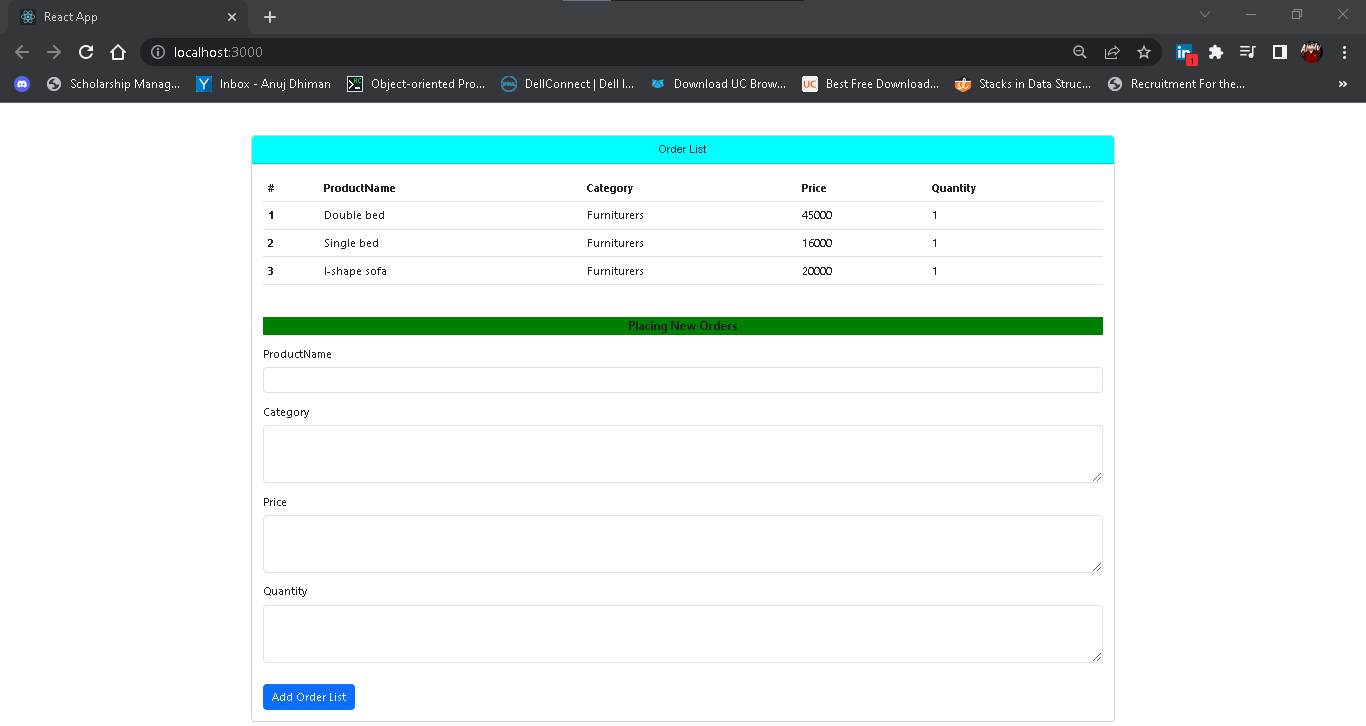 React App
localhost:3000
Scholarship Manag... Inbox - Anuj Dhiman Object-oriented Pro... DellConnect | Dell I... Download UC Brow... Best Free Download... Stacks in Data Struc... Recruitment For the... »
Order List
# ProductName Category Price Quantity
1 Double bed Furniturers 45000 1
2 Single bed Furniturers 16000 1
3 l-shape sofa Furniturers 20000 1
Placing New Orders
ProductName
Category
Price
Quantity
Add Order List